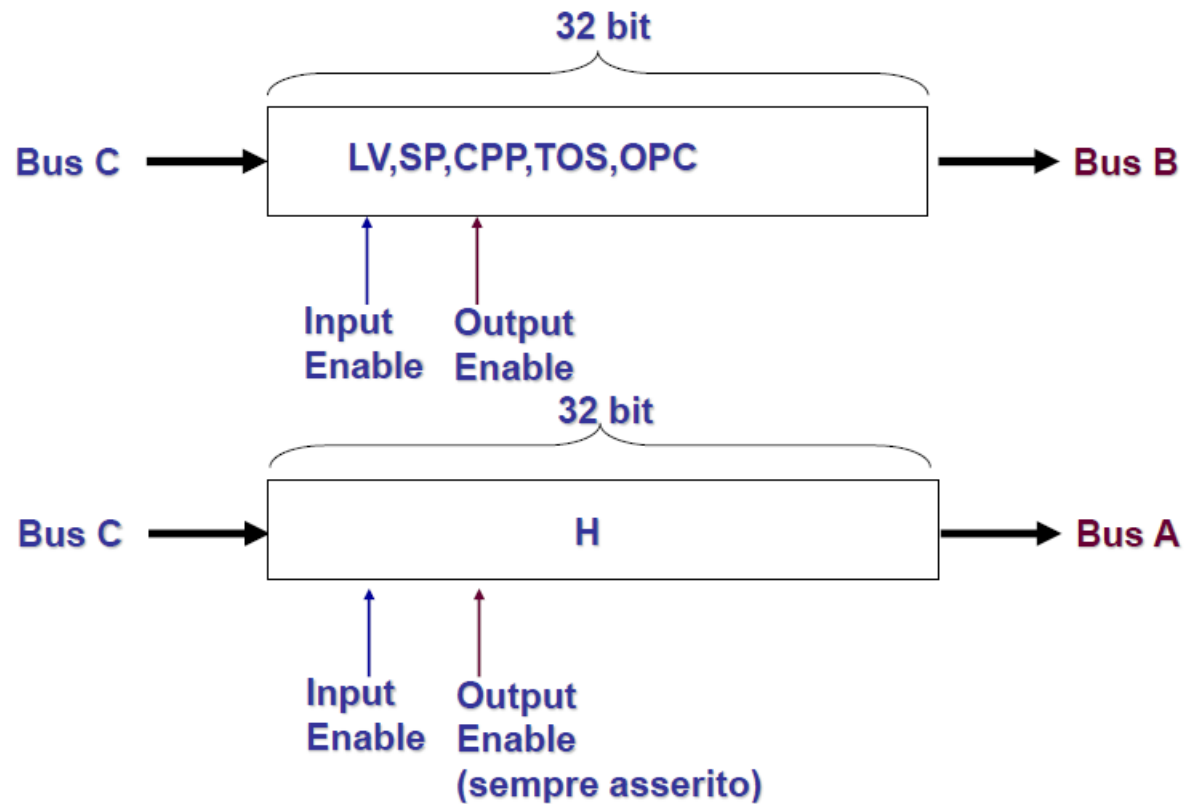 32 bit
Bus C
LV,SP,CPP,TOS,OPC
Bus B
Input
Enable
Output
Enable
32 bit
Bus C
H
Bus A
Input
Enable
Output
Enable
(sempre asserito)